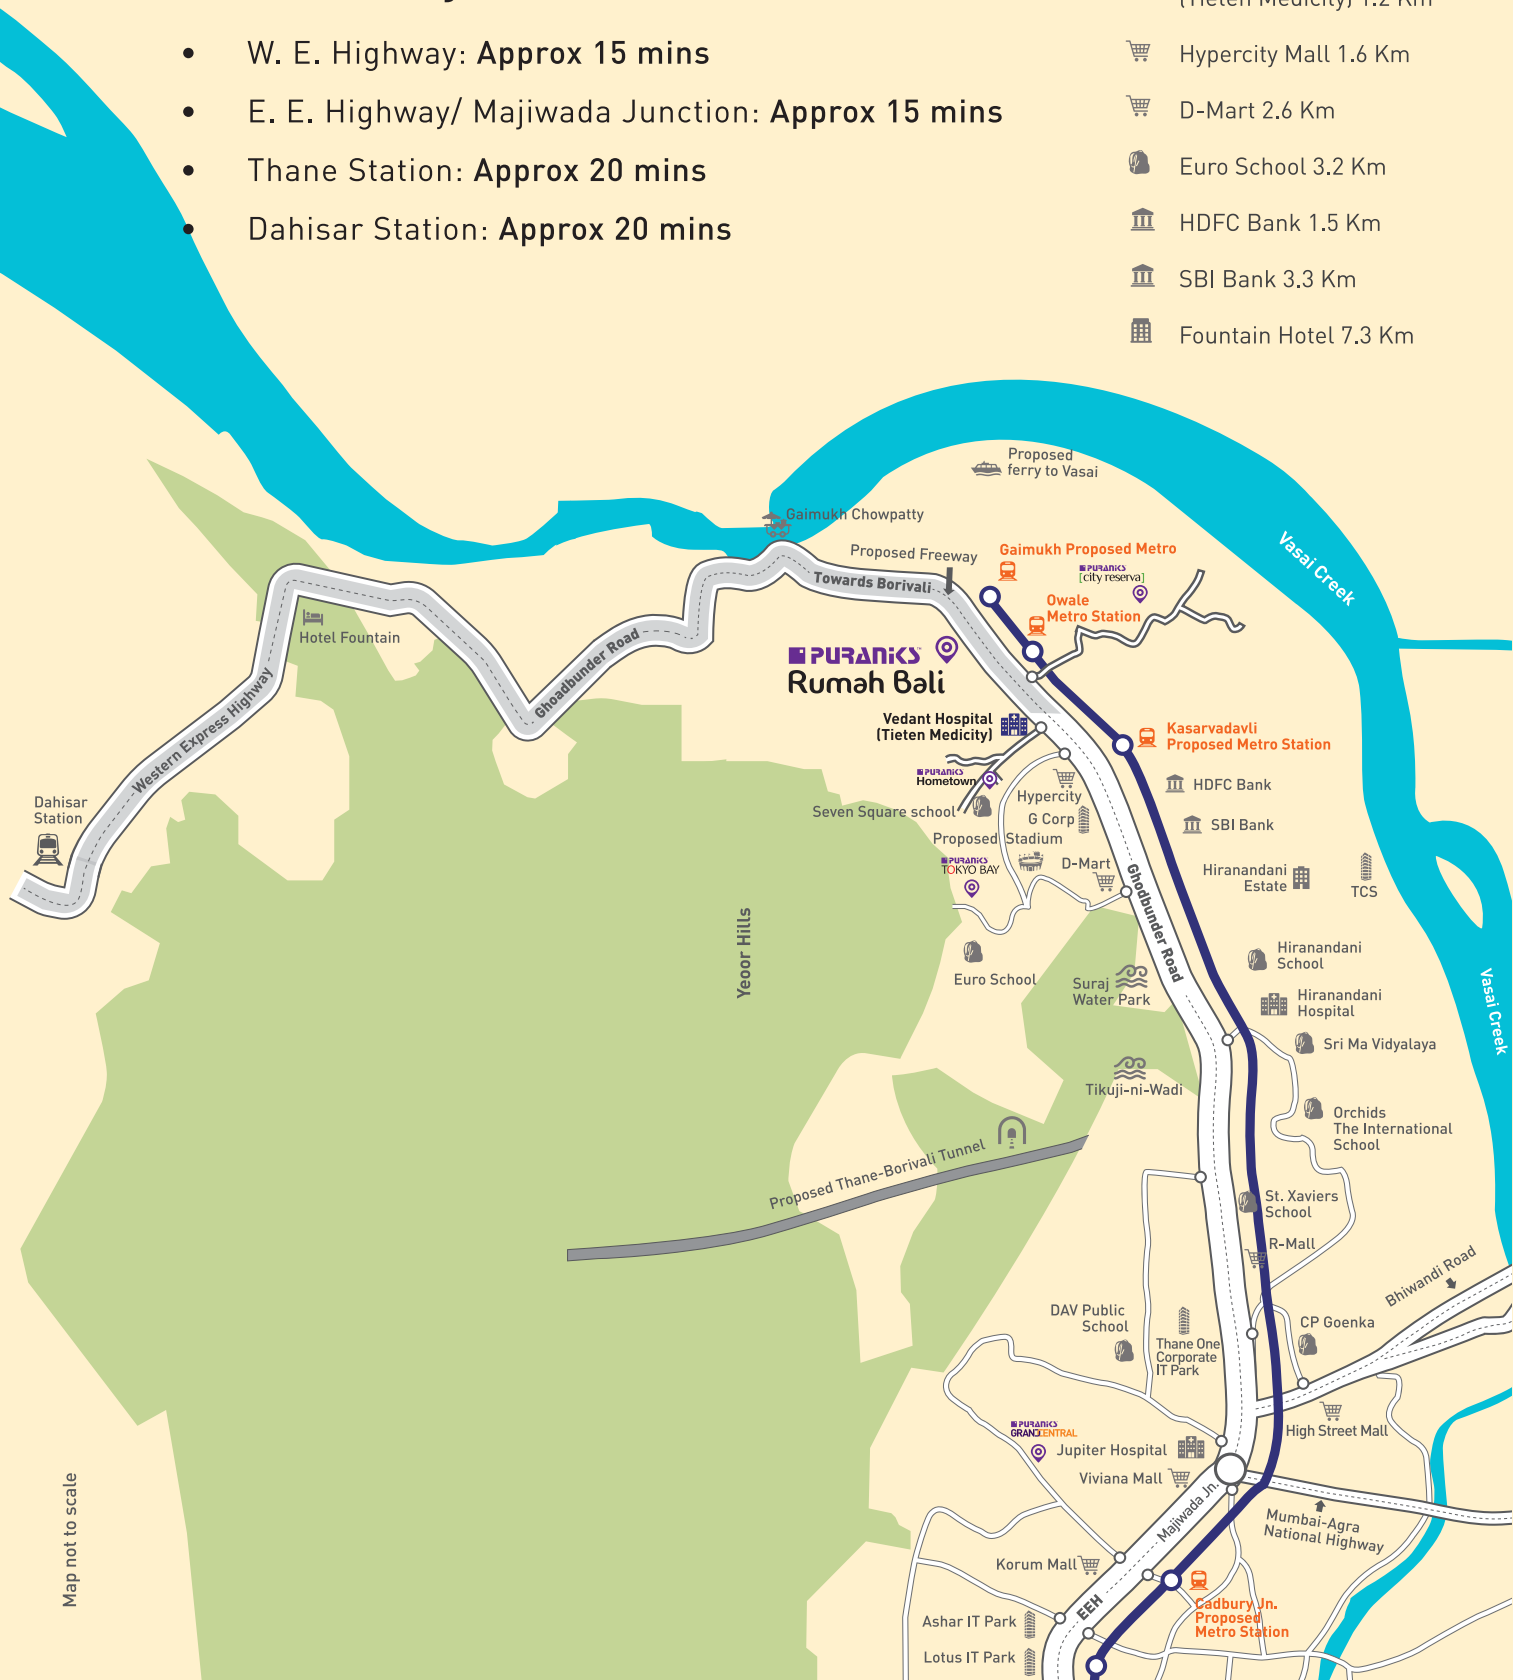 (Tieten Medicity) 1.2 Km
• W. E. Highway: Approx 15 mins
• E. E. Highway/ Majiwada Junction: Approx 15 mins
• Thane Station: Approx 20 mins
• Dahisar Station: Approx 20 mins
Hypercity Mall 1.6 Km
D-Mart 2.6 Km
Euro School 3.2 Km
HDFC Bank 1.5 Km
SBI Bank 3.3 Km
Fountain Hotel 7.3 Km
Proposed
ferry to Vasai
Gaimukh Chowpatty
Proposed Freeway
Gaimukh Proposed Metro
PURANIKS
[city reserva]
Vasai Creek
Towards Borivali
Owale
Metro Station
Hotel Fountain
Ghoadbunder Road
Western Express Highway
PURANIKS
Rumah Bali
Vedant Hospital
(Tieten Medicity)
Kasarvadavli
Proposed Metro Station
PURANIKS
Hometown
HDFC Bank
Dahisar
Station
Hypercity
Seven Square school
G Corp
SBI Bank
Proposed Stadium
PURANIKS
TOKYO BAY
D-Mart
Ghodbunder Road
Hiranandani
Estate
TCS
Yeoor Hills
Euro School
Suraj
Water Park
Hiranandani
School
Hiranandani
Hospital
Vasai Creek
Sri Ma Vidyalaya
Tikuji-ni-Wadi
Orchids
The International
School
Proposed Thane-Borivali Tunnel
St. Xaviers
School
R-Mall
Bhiwandi Road
DAV Public
School
Thane One
Corporate
IT Park
CP Goenka
PURANIKS
GRANDCENTRAL
High Street Mall
Jupiter Hospital
Viviana Mall
Majiwada Jn.
Mumbai-Agra
National Highway
Map not to scale
Korum Mall
EEH
Cadbury Jn.
Proposed
Metro Station
Ashar IT Park
Lotus IT Park